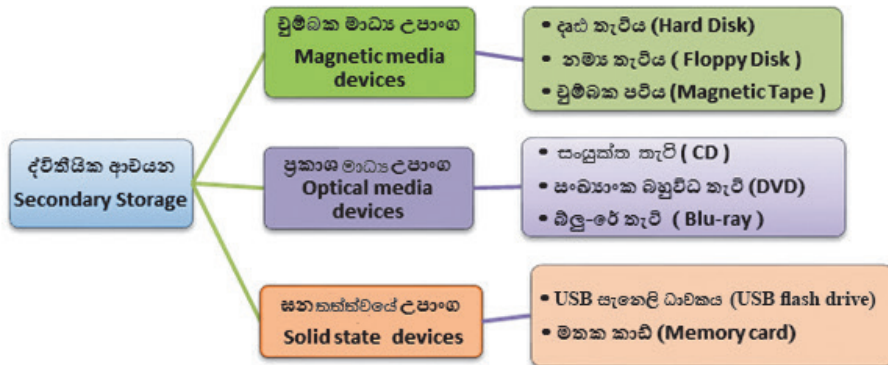 ද්විතීයික ආචයන
Secondary Storage
චුම්බක මාධ්‍ය උපාංග
Magnetic media
devices
• දෘඪ තැටිය (Hard Disk)
• නම්‍ය තැටිය ( Floppy Disk )
• චුම්බක පටිය (Magnetic Tape )
ප්‍රකාශ මාධ්‍ය උපාංග
Optical media
devices
• සංයුක්ත තැටි ( CD )
• සංඛ්‍යාංක බහුවිධ තැටි (DVD)
• බ්ලූ-රේ තැටි ( Blu-ray )
ඝන තත්ත්වයේ උපාංග
Solid state devices
• USB සැනෙලි ධාවකය (USB flash drive)
• මතක කාඩ් (Memory card)